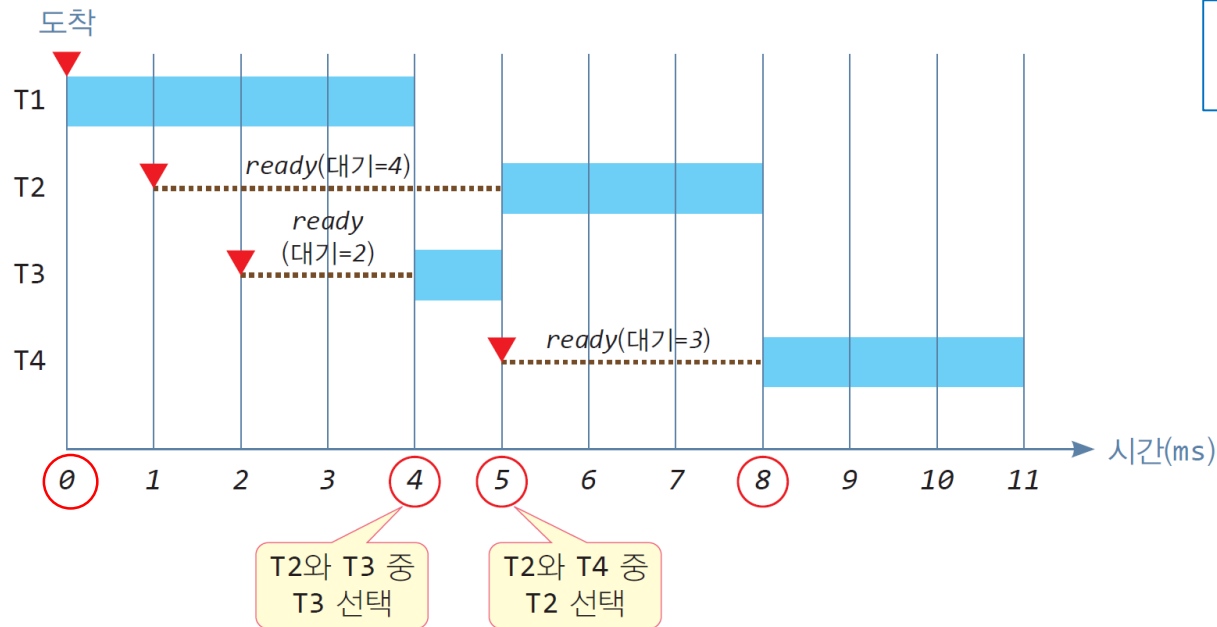 도착
T1
ready(대기=4)
T2
ready
(대기=2)
T3
ready(대기=3)
T4
시간(ms)
0 1 2 3 4 5 6 7 8 9 10 11
T2와 T3 중
T3 선택
T2와 T4 중
T2 선택